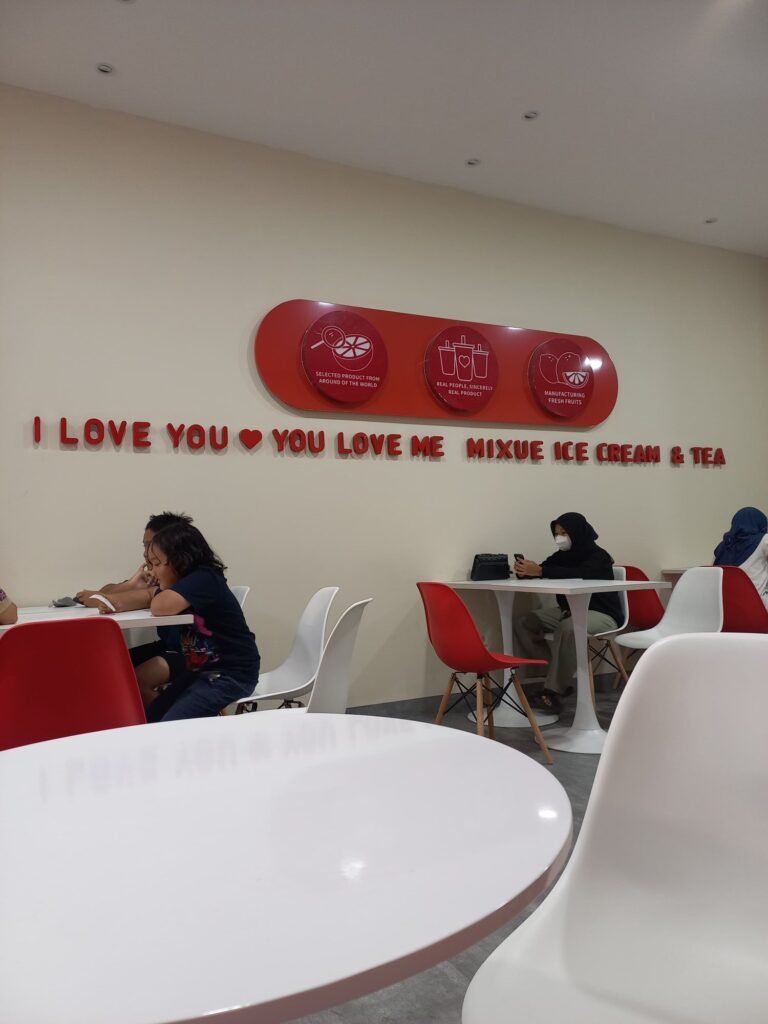 SELECTED PRODUCT FROM
AROUND OF THE WORLD
REAL PEOPLE, SINCERELY
REAL PRODUCT
MANUFACTURING
FRESH FRUITS
I LOVE YOU ♥ YOU LOVE ME MIXUE ICE CREAM & TEA